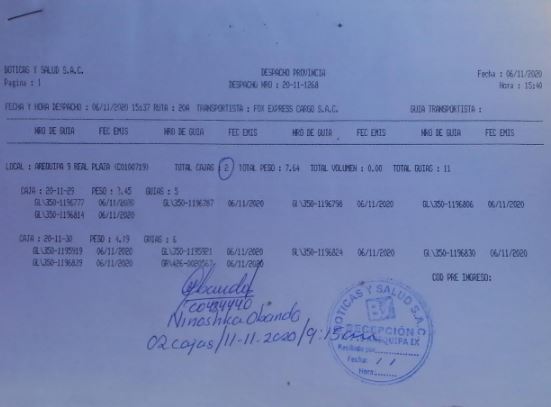 BOTICAS Y SALUD S.A.C. DESPACHO PROVINCIA Fecha : 06/11/2020
Pagina : 1 DESPACHO NRO : 20-11-1268 Hora : 15:40
FECHA Y HORA DESPACHO : 06/11/2020 15:37 RUTA : 20A TRANSPORTISTA : FOX EXPRESS CARGO S.A.C. GUIA TRANSPORTISTA :
NRO DE GUIA FEC EMIS NRO DE GUIA FEC EMIS NRO DE GUIA FEC EMIS NRO DE GUIA FEC EMIS
LOCAL : AREQUIPA 9 REAL PLAZA (CO100719) TOTAL CAJAS : 2 TOTAL PESO : 7.64 TOTAL VOLUMEN : 0.00 TOTAL GUIAS : 11
CAJA : 20-11-29 PESO : 3.45 GUIAS : 5
GL\350-1196777 06/11/2020 GL\350-1196787 06/11/2020 GL\350-1196798 06/11/2020 GL\350-1196806 06/11/2020
GL\350-1196814 06/11/2020
CAJA : 20-11-30 PESO : 4.19 GUIAS : 6
GL\350-1195919 06/11/2020 GL\350-1195921 06/11/2020 GL\350-1196824 06/11/2020 GL\350-1196830 06/11/2020
GL\350-1196839 06/11/2020 06/11/2020
COD PRE INGRESO:
Ninoshka Obando
02 cajas/11-11-2020/9:15am
BOTICAS Y SALUD S.A.C
RECEPCIÓN
AREQUIPA IX
Recibido por
Fecha: / /
Hora: